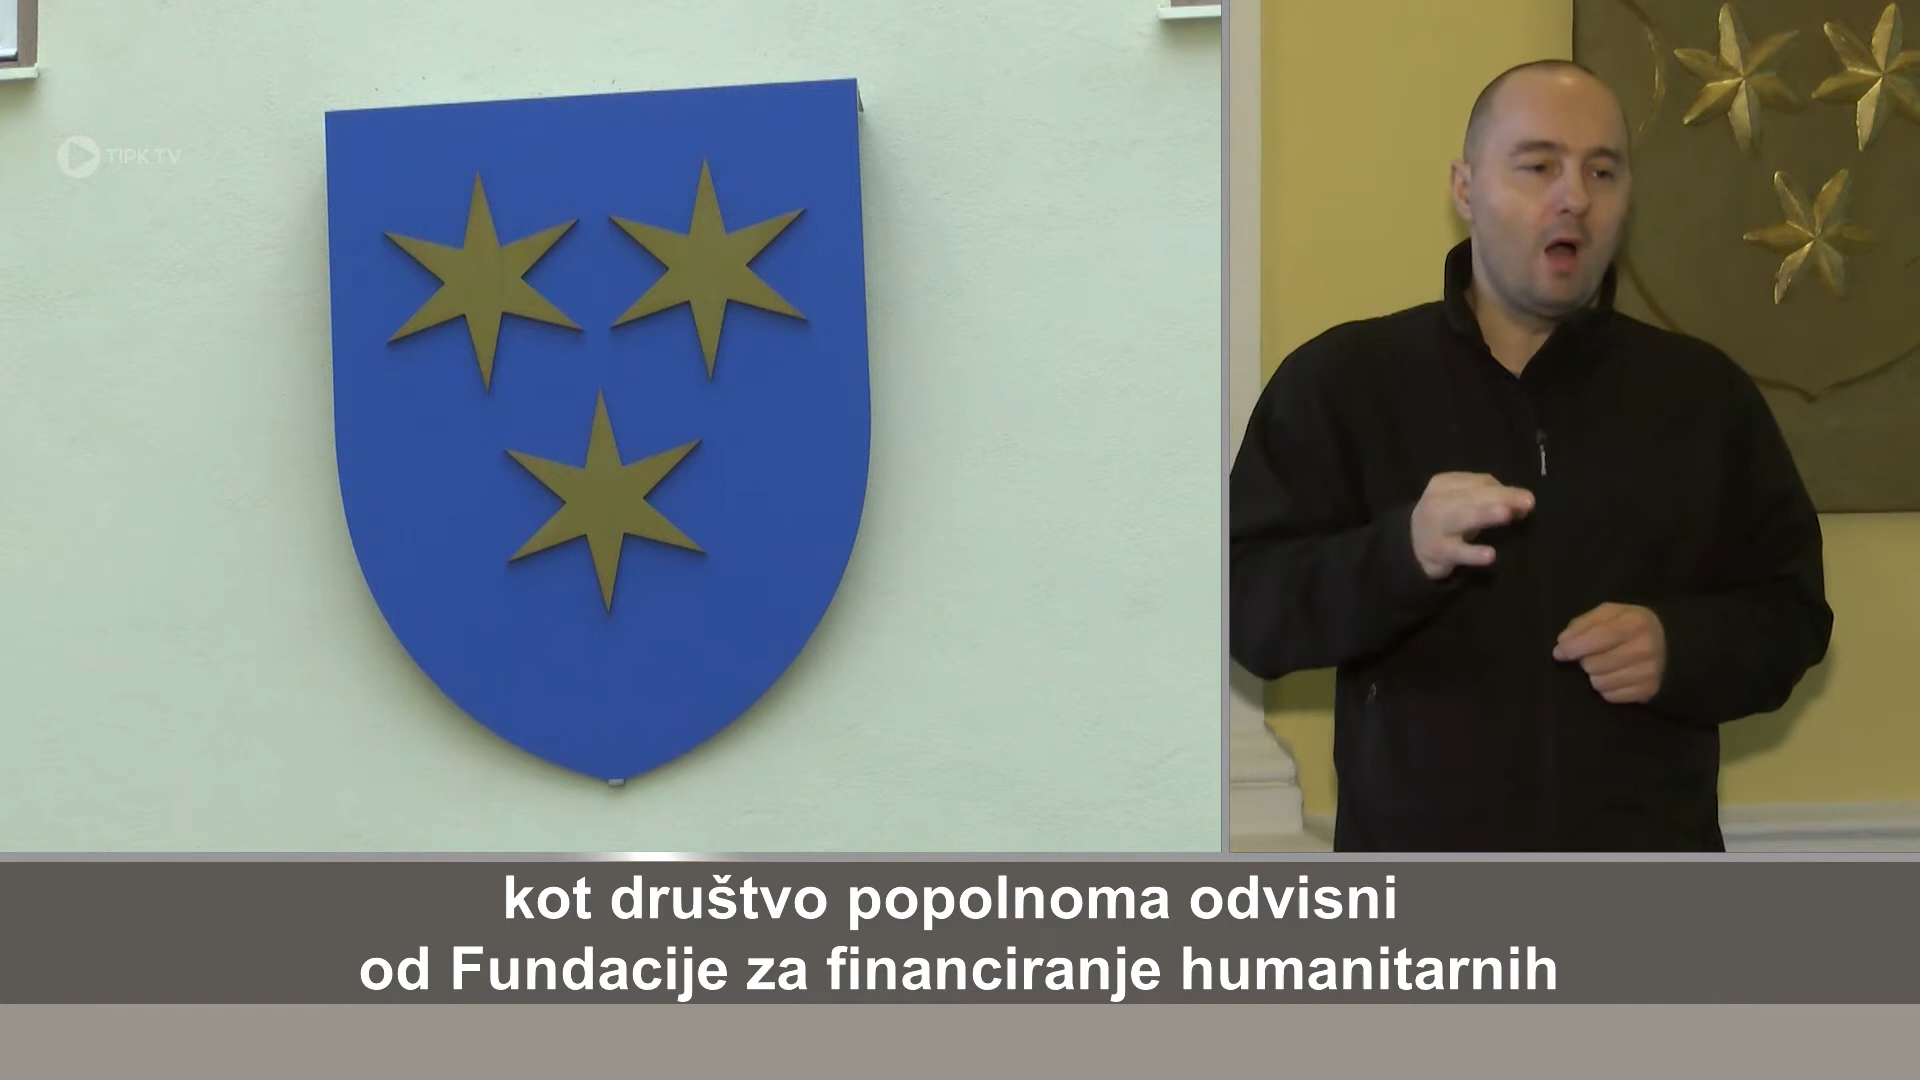 TIPK TV
kot društvo popolnoma odvisni
od Fundacije za financiranje humanitarnih